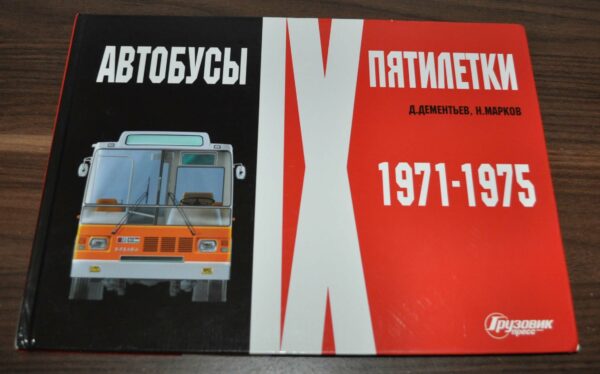 АВТОБУСЫ IX ПЯТИЛЕТКИ
Д.ДЕМЕНТЬЕВ, Н.МАРКОВ
1971-1975
Грузовик
пресс